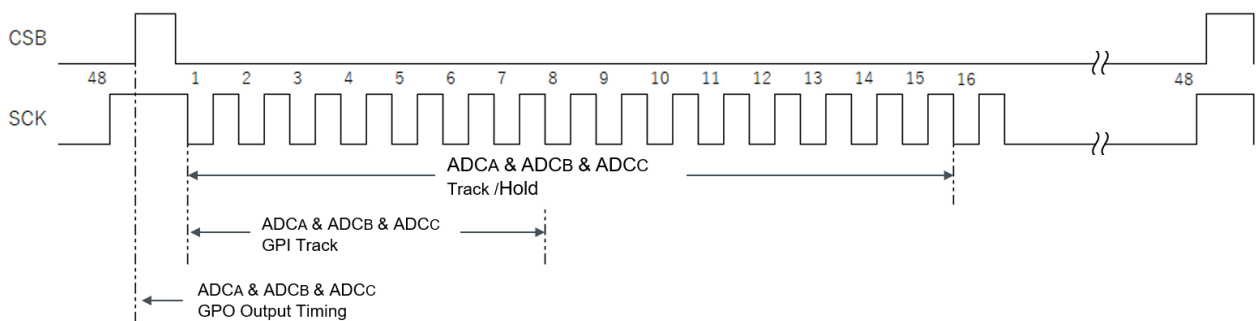 CSB
48 1 2 3 4 5 6 7 8 9 10 11 12 13 14 15 16 48
SCK
ADCA & ADCB & ADCC
Track /Hold
ADCA & ADCB & ADCC
GPI Track
ADCA & ADCB & ADCC
GPO Output Timing